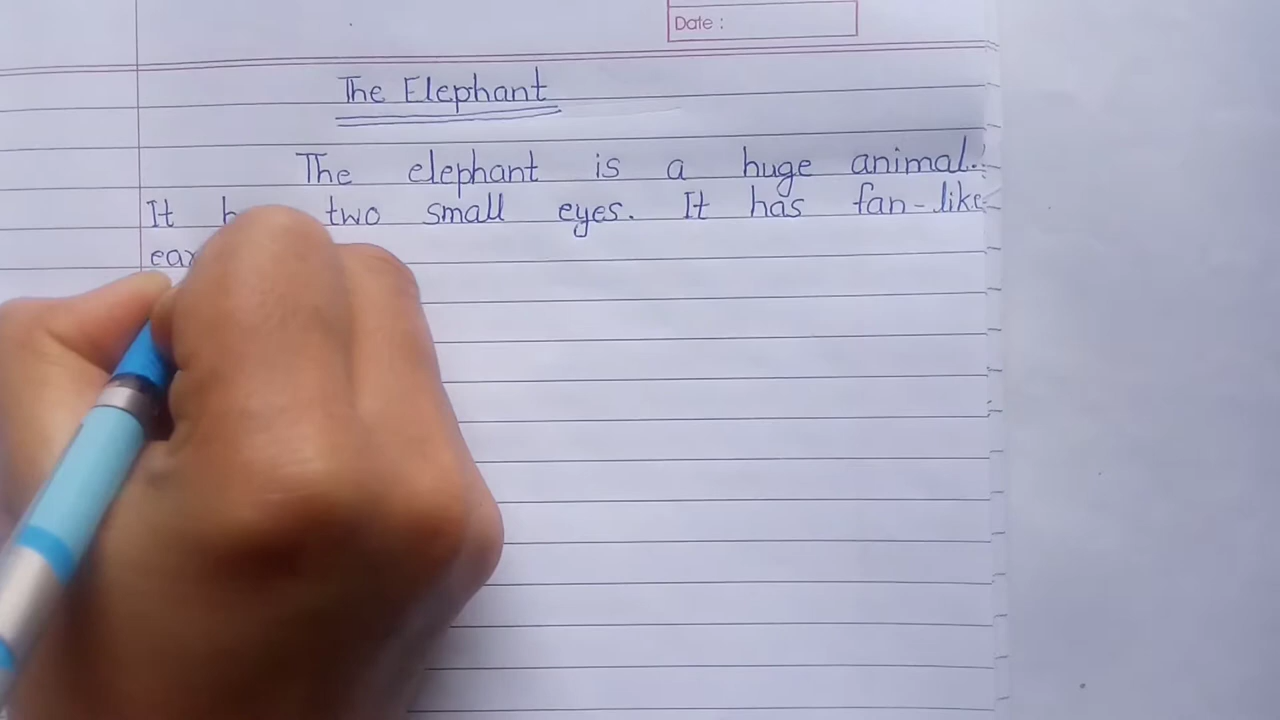 Date :
The Elephant
The elephant is a huge animal.
It two small eyes. It has fan-like